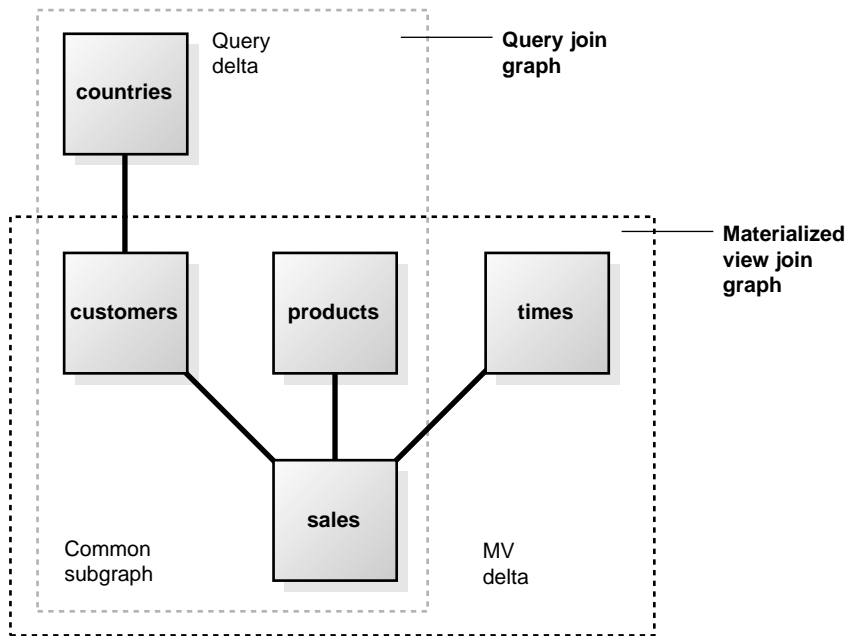 Query
delta
Query join
graph
countries
Materialized
view join
graph
customers
products
times
sales
Common
subgraph
MV
delta